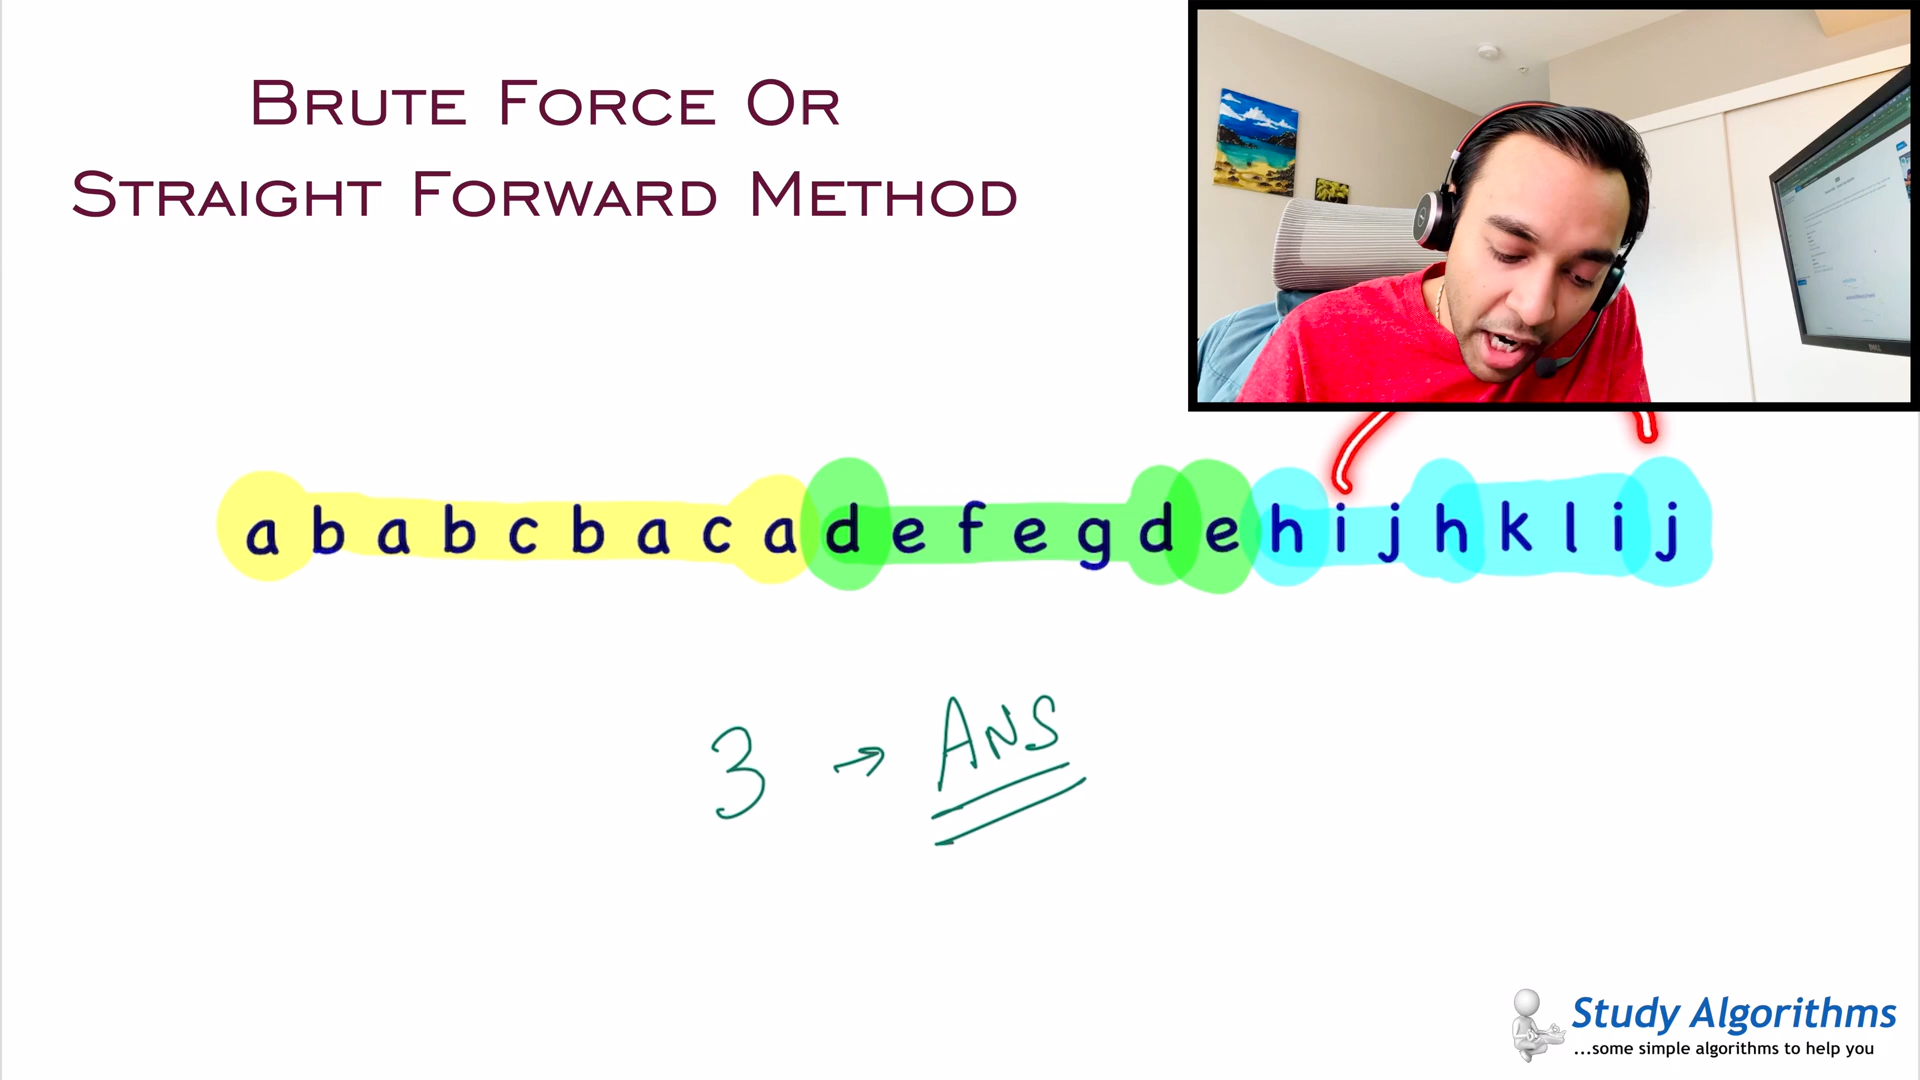 BRUTE FORCE OR
STRAIGHT FORWARD METHOD
a b a b c b a c a d e f e g d e h i j h k l i j
3 → ANS
Study Algorithms
...some simple algorithms to help you